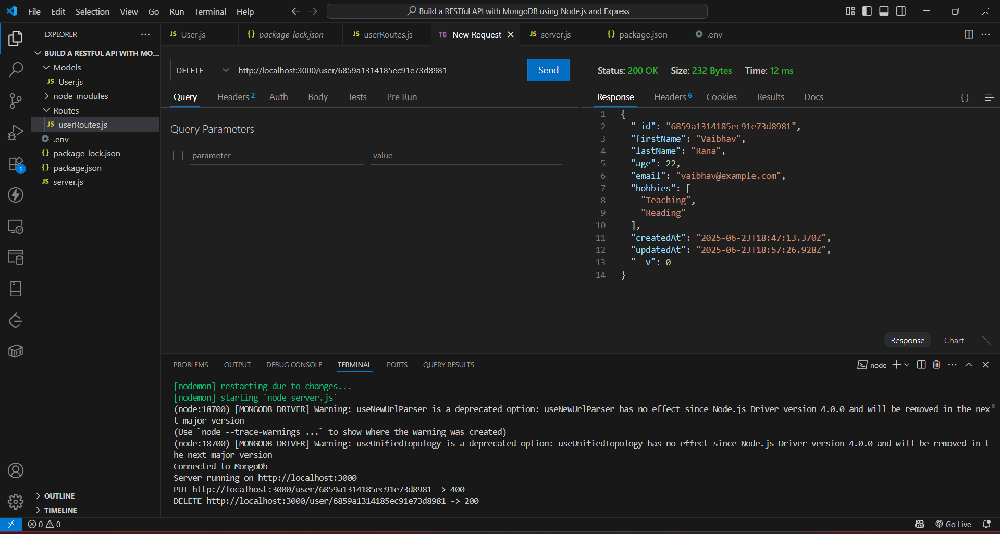 File Edit Selection View Go Run Terminal Help
Build a RESTful API with MongoDB using Node.js and Express
EXPLORER
BUILD A RESTFUL API WITH MO...
Models
JS User.js
node_modules
Routes
JS userRoutes.js
.env
{} package-lock.json
{} package.json
JS server.js
OUTLINE
TIMELINE
1
JS User.js
{} package-lock.json
JS userRoutes.js
TC New Request
JS server.js
{} package.json
.env
DELETE http://localhost:3000/user/6859a1314185ec91e73d8981 Send
Query Headers 2 Auth Body Tests Pre Run
Query Parameters
parameter value
Status: 200 OK Size: 232 Bytes Time: 12 ms
Response Headers 6 Cookies Results Docs {}
1 {
2 "_id": "6859a1314185ec91e73d8981",
3 "firstName": "Vaibhav",
4 "lastName": "Rana",
5 "age": 22,
6 "email": "vaibhav@example.com",
7 "hobbies": [
8 "Teaching",
9 "Reading"
10 ],
11 "createdAt": "2025-06-23T18:47:13.370Z",
12 "updatedAt": "2025-06-23T18:57:26.928Z",
13 "__v": 0
14 }
Response Chart
PROBLEMS OUTPUT DEBUG CONSOLE TERMINAL PORTS QUERY RESULTS
node
[nodemon] restarting due to changes...
[nodemon] starting `node server.js`
(node:18700) [MONGODB DRIVER] Warning: useNewUrlParser is a deprecated option: useNewUrlParser has no effect since Node.js Driver version 4.0.0 and will be removed in the nex
t major version
(Use `node --trace-warnings ...` to show where the warning was created)
(node:18700) [MONGODB DRIVER] Warning: useUnifiedTopology is a deprecated option: useUnifiedTopology has no effect since Node.js Driver version 4.0.0 and will be removed in t
he next major version
Connected to MongoDb
Server running on http://localhost:3000
PUT http://localhost:3000/user/6859a1314185ec91e73d8981 -> 400
DELETE http://localhost:3000/user/6859a1314185ec91e73d8981 -> 200
0 0
Go Live